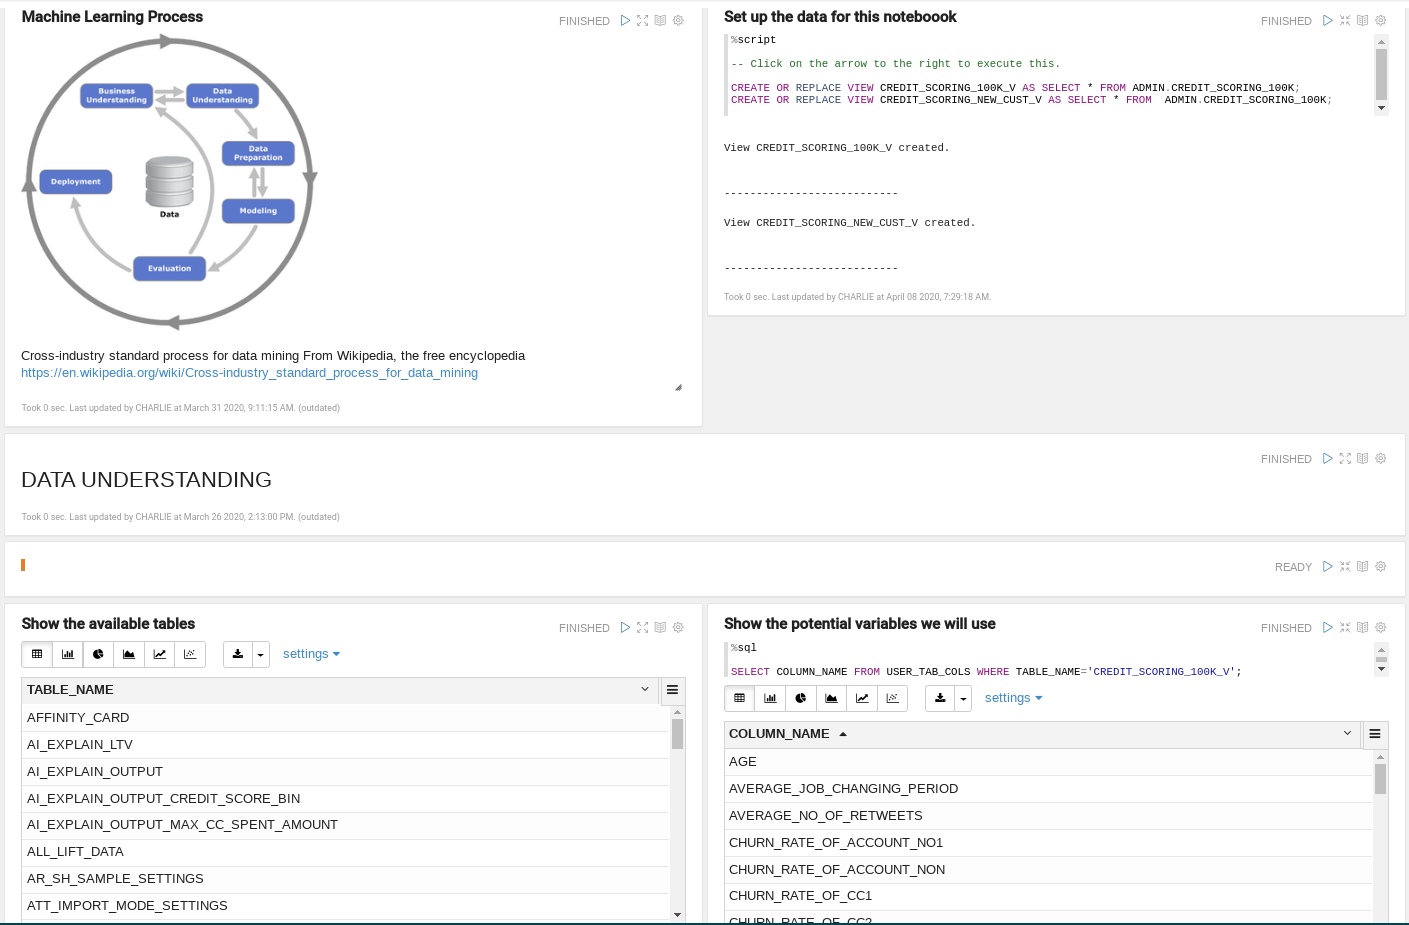 Machine Learning Process
FINISHED
Business
Understanding
Data
Understanding
Data
Preparation
Deployment
Data
Modeling
Evaluation
Cross-industry standard process for data mining From Wikipedia, the free encyclopedia
https://en.wikipedia.org/wiki/Cross-industry_standard_process_for_data_mining
Took 0 sec. Last updated by CHARLIE at March 31 2020, 9:11:15 AM. (outdated)
Set up the data for this noteboook
FINISHED
%script
-- Click on the arrow to the right to execute this.
CREATE OR REPLACE VIEW CREDIT_SCORING_100K_V AS SELECT * FROM ADMIN.CREDIT_SCORING_100K;
CREATE OR REPLACE VIEW CREDIT_SCORING_NEW_CUST_V AS SELECT * FROM  ADMIN.CREDIT_SCORING_100K;
View CREDIT_SCORING_100K_V created.
---------------------------
View CREDIT_SCORING_NEW_CUST_V created.
---------------------------
Took 0 sec. Last updated by CHARLIE at April 08 2020, 7:29:18 AM.
FINISHED
DATA UNDERSTANDING
Took 0 sec. Last updated by CHARLIE at March 26 2020, 2:13:00 PM. (outdated)
READY
Show the available tables
FINISHED
settings
TABLE_NAME
AFFINITY_CARD
AI_EXPLAIN_LTV
AI_EXPLAIN_OUTPUT
AI_EXPLAIN_OUTPUT_CREDIT_SCORE_BIN
AI_EXPLAIN_OUTPUT_MAX_CC_SPENT_AMOUNT
ALL_LIFT_DATA
AR_SH_SAMPLE_SETTINGS
ATT_IMPORT_MODE_SETTINGS
Show the potential variables we will use
FINISHED
%sql
SELECT COLUMN_NAME FROM USER_TAB_COLS WHERE TABLE_NAME='CREDIT_SCORING_100K_V';
settings
COLUMN_NAME
AGE
AVERAGE_JOB_CHANGING_PERIOD
AVERAGE_NO_OF_RETWEETS
CHURN_RATE_OF_ACCOUNT_NO1
CHURN_RATE_OF_ACCOUNT_NON
CHURN_RATE_OF_CC1
CHURN_RATE_OF_CC2